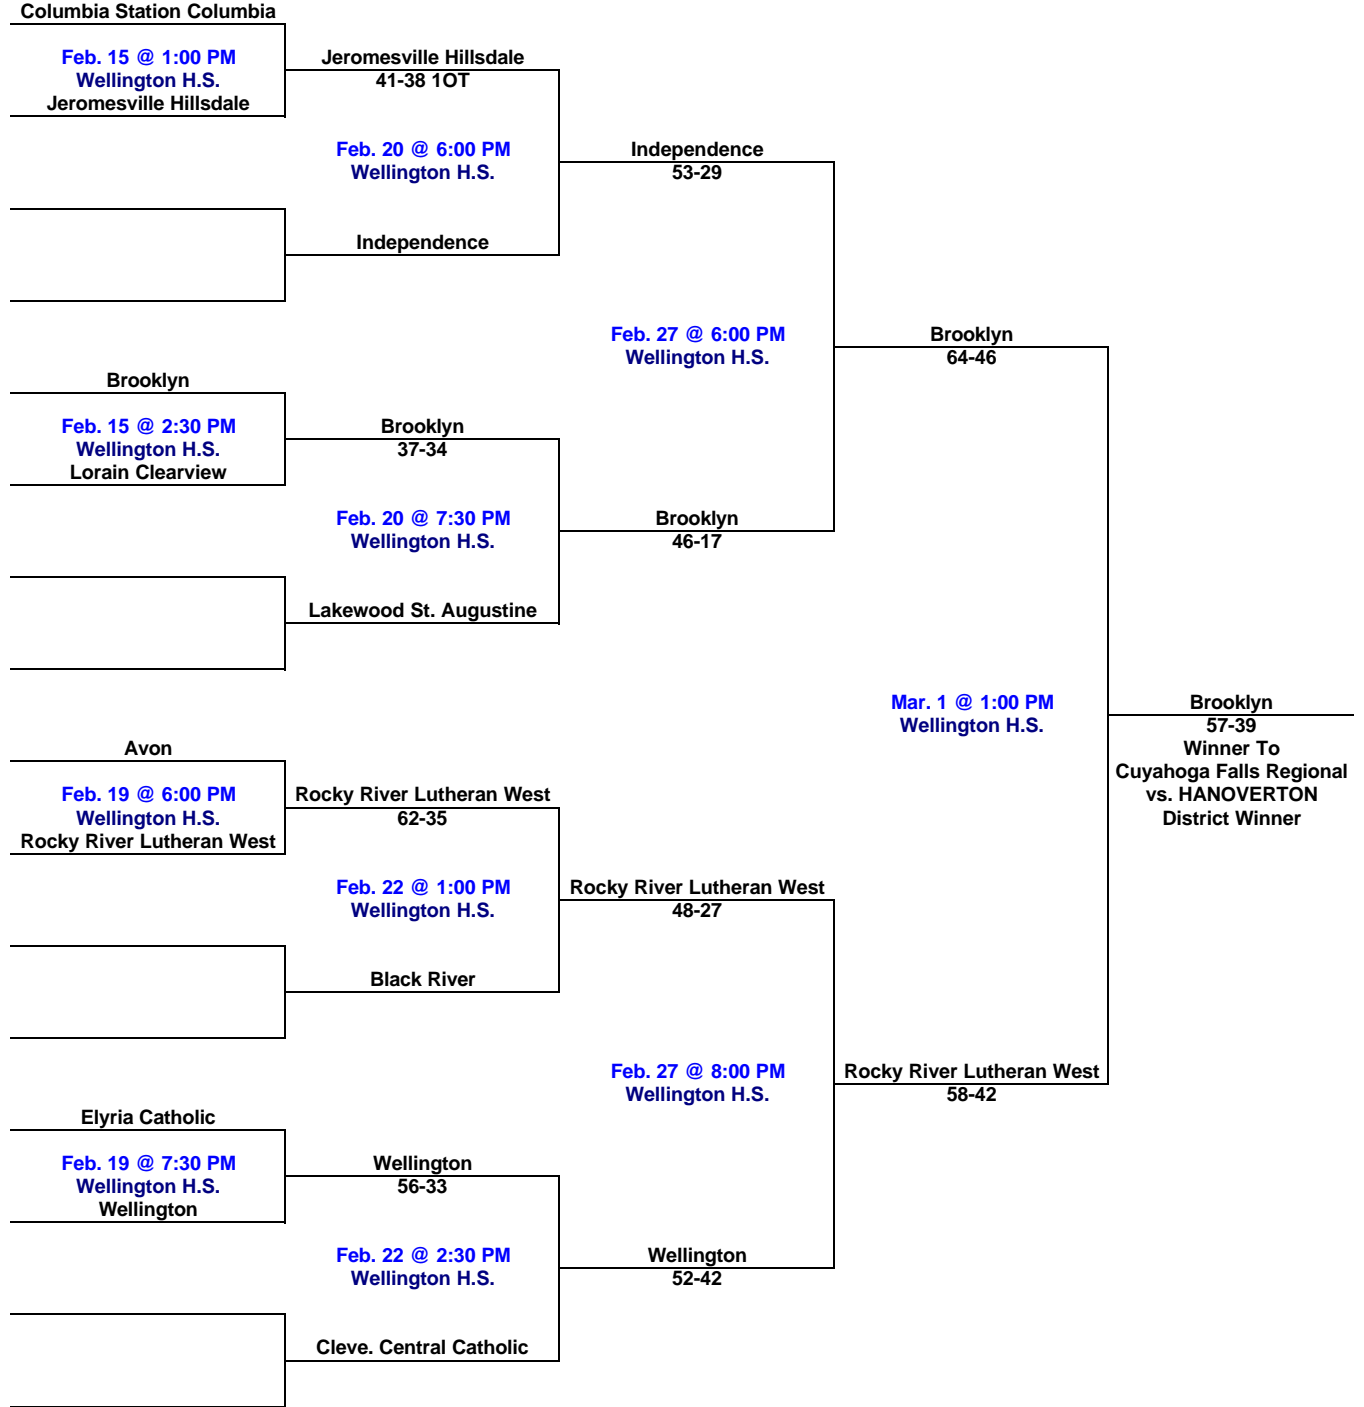 Columbia Station Columbia
Feb. 15 @ 1:00 PM
Wellington H.S.
Jeromesville Hillsdale
Jeromesville Hillsdale
41-38 1OT
Feb. 20 @ 6:00 PM
Wellington H.S.
Independence
Independence
53-29
Feb. 27 @ 6:00 PM
Wellington H.S.
Brooklyn
64-46
Brooklyn
Feb. 15 @ 2:30 PM
Wellington H.S.
Lorain Clearview
Brooklyn
37-34
Feb. 20 @ 7:30 PM
Wellington H.S.
Lakewood St. Augustine
Brooklyn
46-17
Mar. 1 @ 1:00 PM
Wellington H.S.
Brooklyn
57-39
Winner To
Cuyahoga Falls Regional
vs. HANOVERTON
District Winner
Avon
Feb. 19 @ 6:00 PM
Wellington H.S.
Rocky River Lutheran West
Rocky River Lutheran West
62-35
Feb. 22 @ 1:00 PM
Wellington H.S.
Black River
Rocky River Lutheran West
48-27
Feb. 27 @ 8:00 PM
Wellington H.S.
Rocky River Lutheran West
58-42
Elyria Catholic
Feb. 19 @ 7:30 PM
Wellington H.S.
Wellington
Wellington
56-33
Feb. 22 @ 2:30 PM
Wellington H.S.
Cleve. Central Catholic
Wellington
52-42